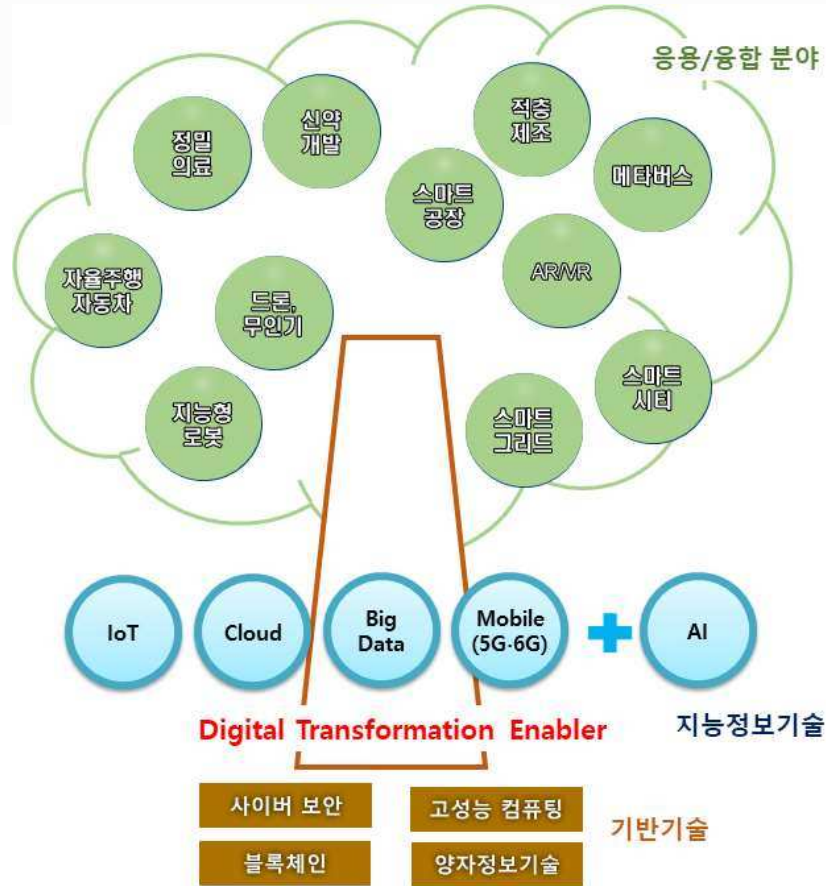 응용/융합 분야
정밀
의료
신약
개발
적층
제조
메타버스
스마트
공장
자율주행
자동차
드론,
무인기
AR/VR
지능형
로봇
스마트
그리드
스마트
시티
IoT
Cloud
Big
Data
Mobile
(5G·6G)
AI
Digital Transformation Enabler
지능정보기술
사이버 보안
고성능 컴퓨팅
기반기술
블록체인
양자정보기술